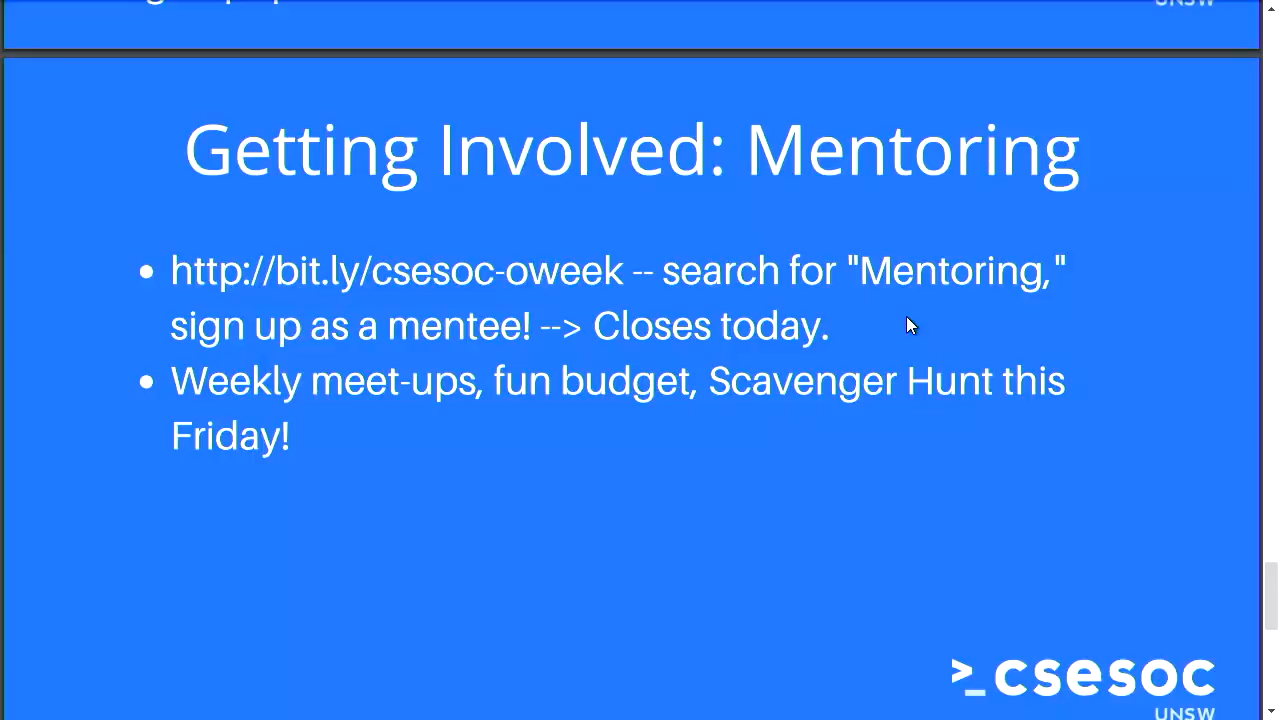 UNSW
Getting Involved: Mentoring
http://bit.ly/csesoc-oweek -- search for "Mentoring,"
sign up as a mentee! --> Closes today.
Weekly meet-ups, fun budget, Scavenger Hunt this
Friday!
>_csesoc
UNSW